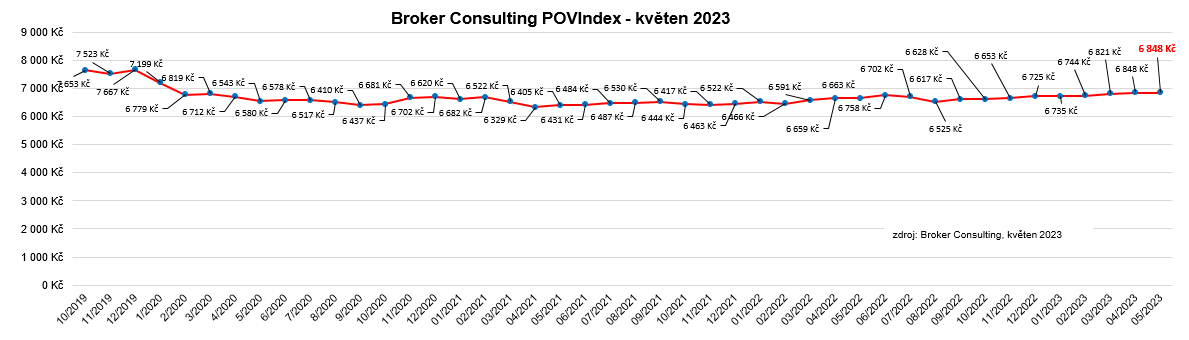 Broker Consulting POVIndex - květen 2023
9 000 Kč
8 000 Kč
7 000 Kč
6 000 Kč
5 000 Kč
4 000 Kč
3 000 Kč
2 000 Kč
1 000 Kč
0 Kč
7 653 Kč
7 523 Kč
7 667 Kč
7 199 Kč
6 779 Kč
6 819 Kč
6 712 Kč
6 543 Kč
6 580 Kč
6 578 Kč
6 517 Kč
6 410 Kč
6 437 Kč
6 681 Kč
6 702 Kč
6 620 Kč
6 682 Kč
6 522 Kč
6 329 Kč
6 405 Kč
6 431 Kč
6 484 Kč
6 487 Kč
6 530 Kč
6 444 Kč
6 417 Kč
6 463 Kč
6 522 Kč
6 466 Kč
6 591 Kč
6 659 Kč
6 663 Kč
6 758 Kč
6 702 Kč
6 525 Kč
6 617 Kč
6 628 Kč
6 653 Kč
6 725 Kč
6 735 Kč
6 744 Kč
6 821 Kč
6 848 Kč
6 848 Kč
zdroj: Broker Consulting, květen 2023
10/2019
11/2019
12/2019
1/2020
2/2020
3/2020
4/2020
5/2020
6/2020
7/2020
8/2020
9/2020
10/2020
11/2020
12/2020
01/2021
02/2021
03/2021
04/2021
05/2021
06/2021
07/2021
08/2021
09/2021
10/2021
11/2021
12/2021
01/2022
02/2022
03/2022
04/2022
05/2022
06/2022
07/2022
08/2022
09/2022
10/2022
11/2022
12/2022
01/2023
02/2023
03/2023
04/2023
05/2023